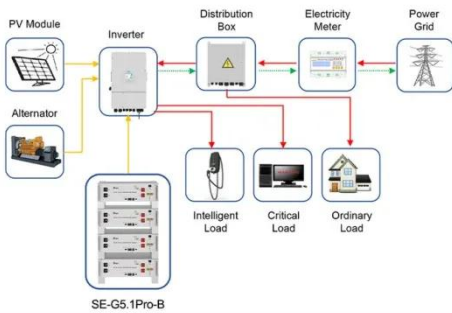 PV Module
Inverter
Distribution
Box
Electricity
Meter
Power
Grid
Alternator
Intelligent
Load
Critical
Load
Ordinary
Load
SE-G5.1Pro-B